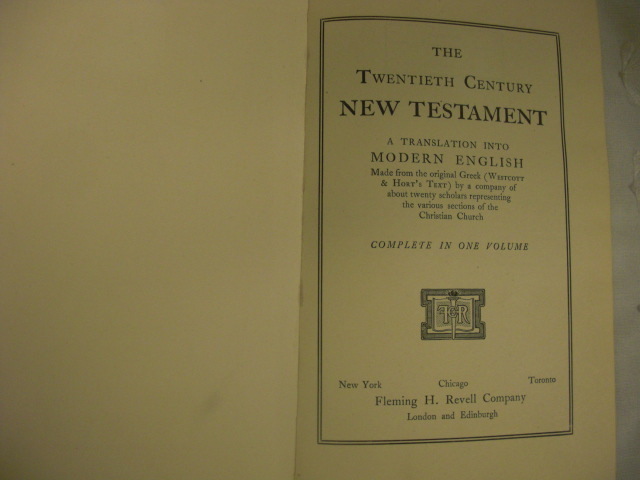 THE
TWENTIETH CENTURY
NEW TESTAMENT
A TRANSLATION INTO
MODERN ENGLISH
Made from the original Greek (WESTCOTT
& HORT'S TEXT) by a company of
about twenty scholars representing
the various sections of the
Christian Church
COMPLETE IN ONE VOLUME
New York Chicago Toronto
Fleming H. Revell Company
London and Edinburgh